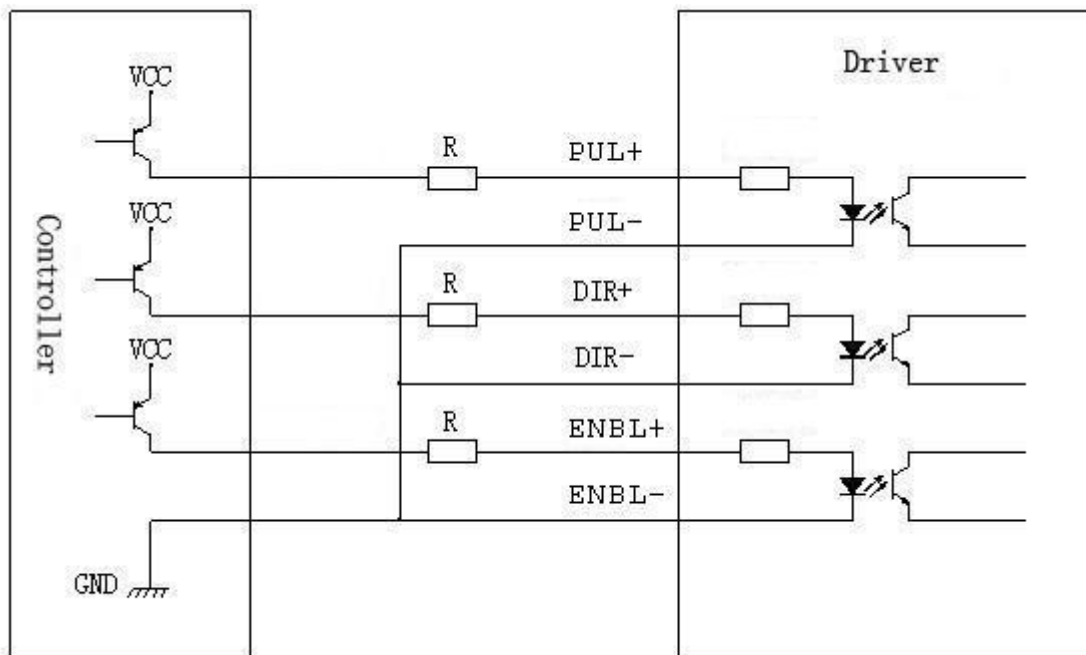 Driver
VCC
R
PUL+
VCC
PUL-
Controller
R
DIR+
VCC
DIR-
R
ENBL+
ENBL-
GND